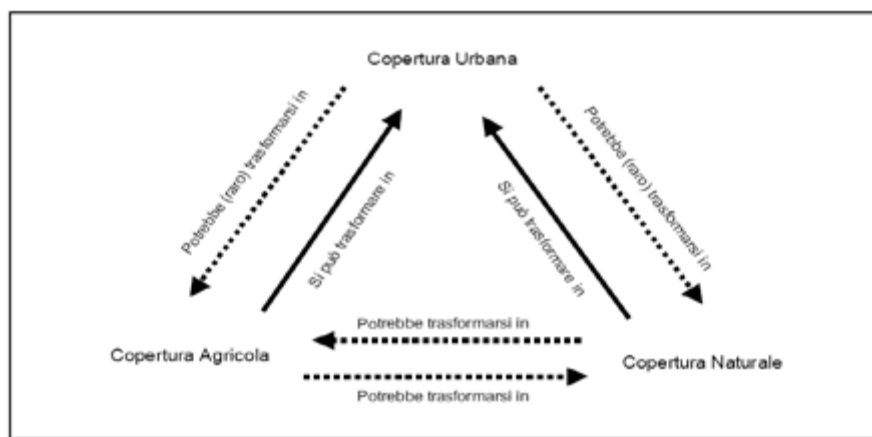 Copertura Urbana
Potrebbe (raro) trasformarsi in
Si può trasformare in
Si può trasformare in
Potrebbe (raro) trasformarsi in
Potrebbe trasformarsi in
Copertura Agricola
Copertura Naturale
Potrebbe trasformarsi in